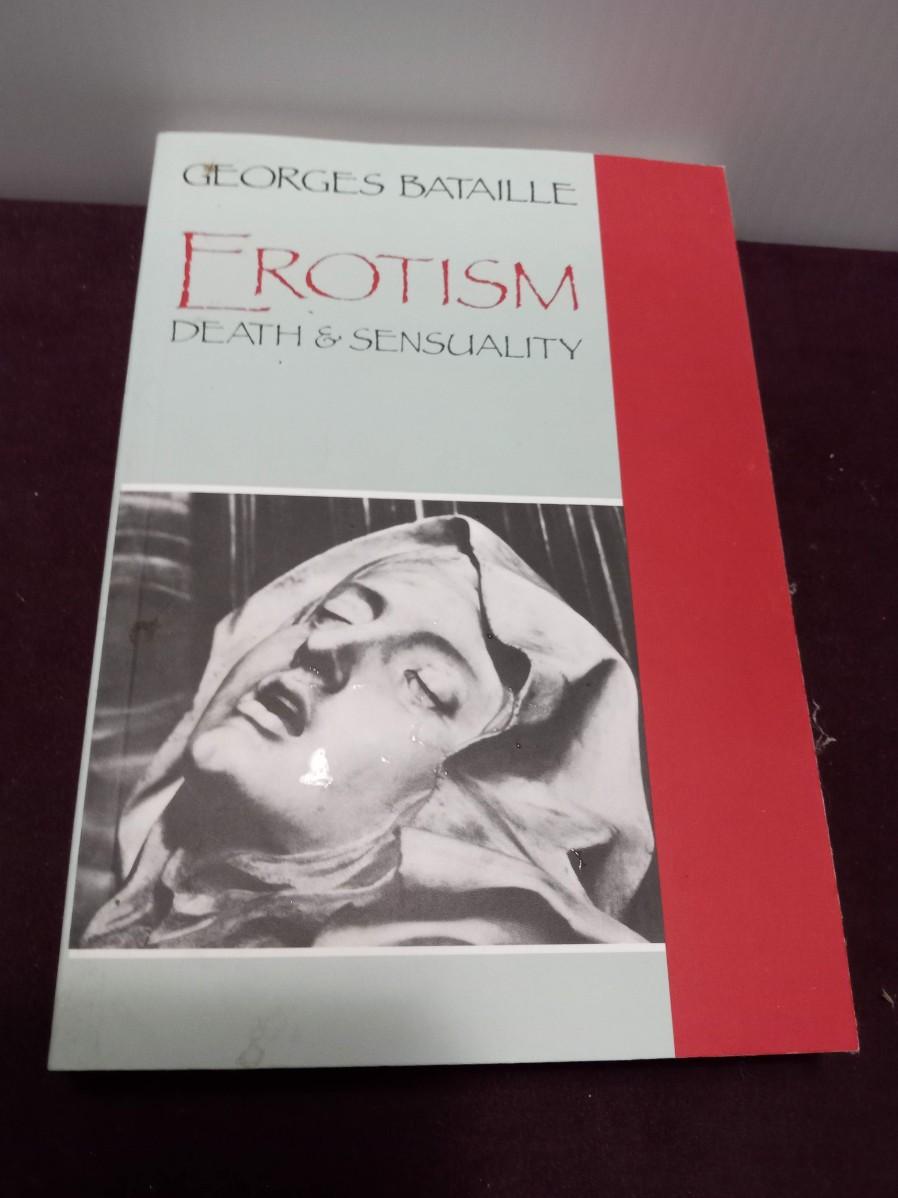 GEORGES BATAILLE
EROTISM
DEATH & SENSUALITY